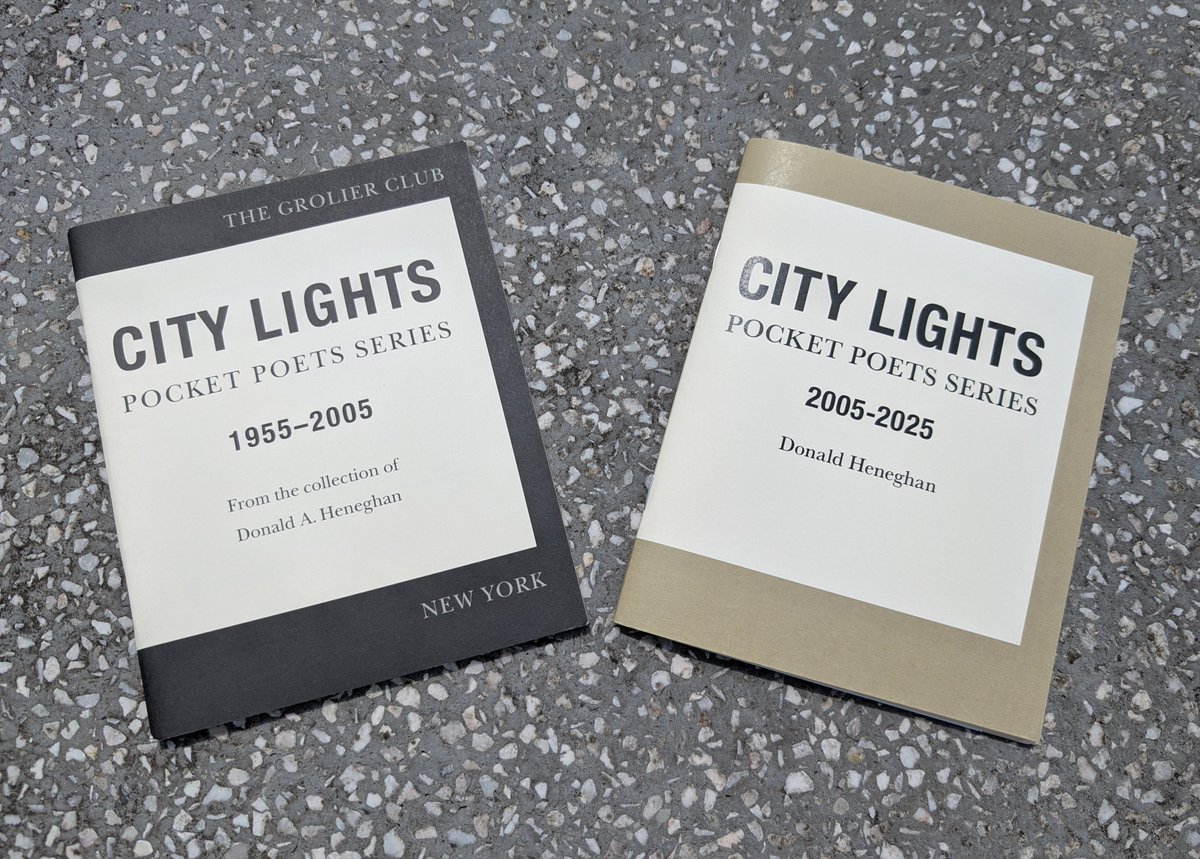 THE GROLIER CLUB
CITY LIGHTS
POCKET POETS SERIES
1955–2005
From the collection of
Donald A. Heneghan
NEW YORK
CITY LIGHTS
POCKET POETS SERIES
2005-2025
Donald Heneghan